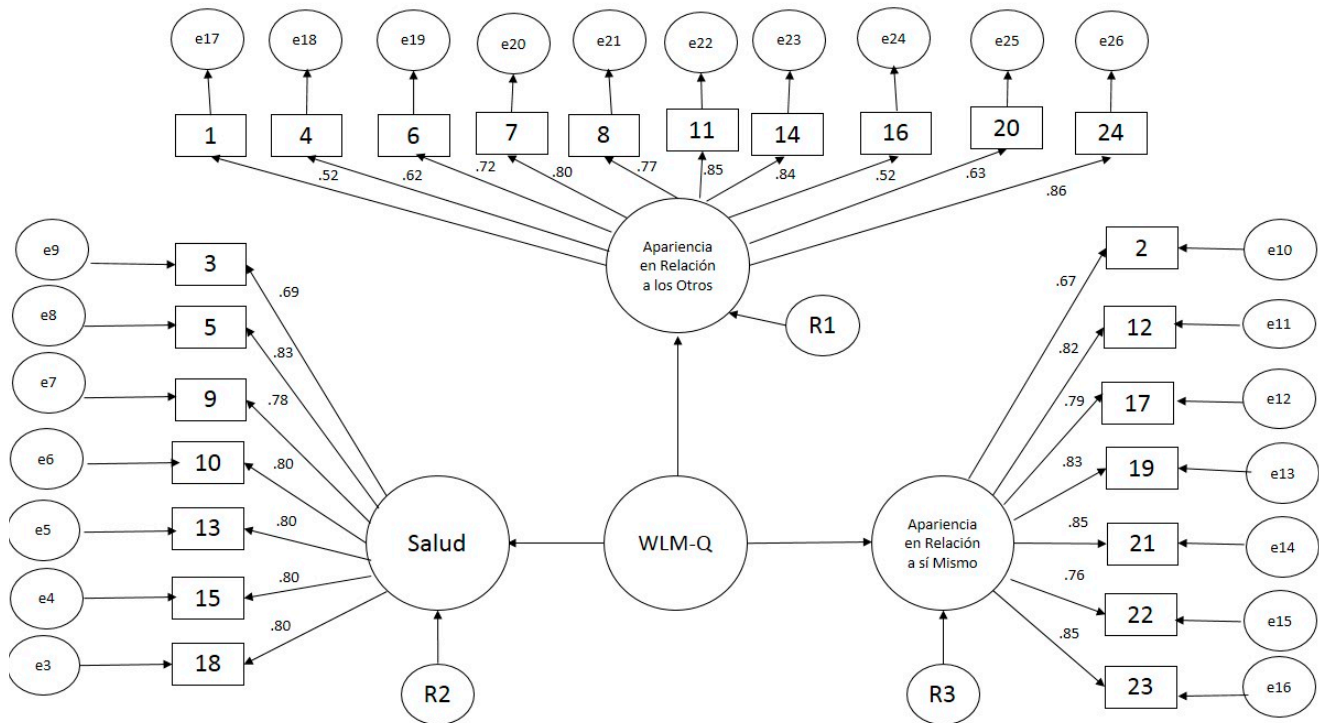 e17 e18 e19 e20 e21 e22 e23 e24 e25 e26
1 4 6 7 8 11 14 16 20 24
.52 .62 .72 .80 .77 .85 .84 .52 .63 .86
Apariencia
en Relación
a los Otros
R1
e9 3 .69
e8 5 .83
e7 9 .78
e6 10 .80
e5 13 .80
e4 15 .80
e3 18 .80
Salud
R2
WLM-Q
Apariencia
en Relación
a sí Mismo
R3
.67 2 e10
.82 12 e11
.79 17 e12
.83 19 e13
.85 21 e14
.76 22 e15
.85 23 e16